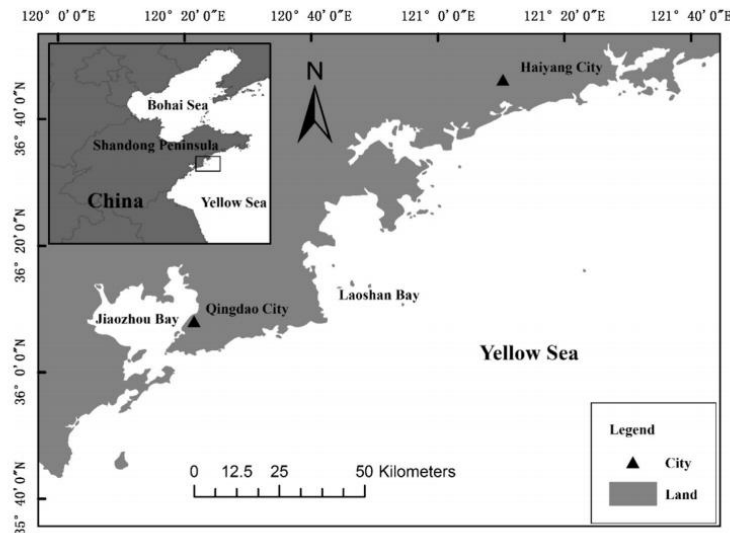 120° 0′0″E
120° 20′0″E
120° 40′0″E
121° 0′0″E
121° 20′0″E
121° 40′0″E
N
Haiyang City
Bohai Sea
Shandong Peninsula
China
Yellow Sea
36° 40′0″N
36° 20′0″N
36° 0′0″N
35° 40′0″N
Laoshan Bay
Qingdao City
Jiaozhou Bay
Yellow Sea
0 12.5 25 50 Kilometers
Legend
City
Land